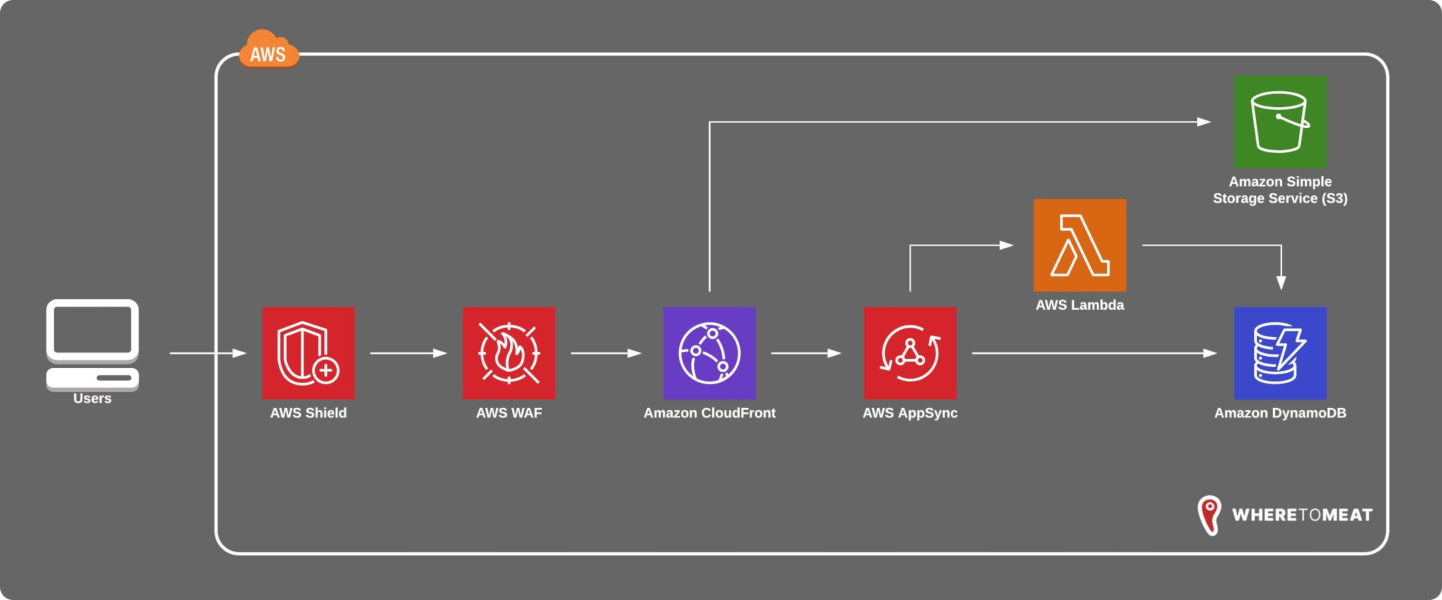 AWS
Amazon Simple
Storage Service (S3)
AWS Lambda
Users
AWS Shield
AWS WAF
Amazon CloudFront
AWS AppSync
Amazon DynamoDB
WHERETOMEAT